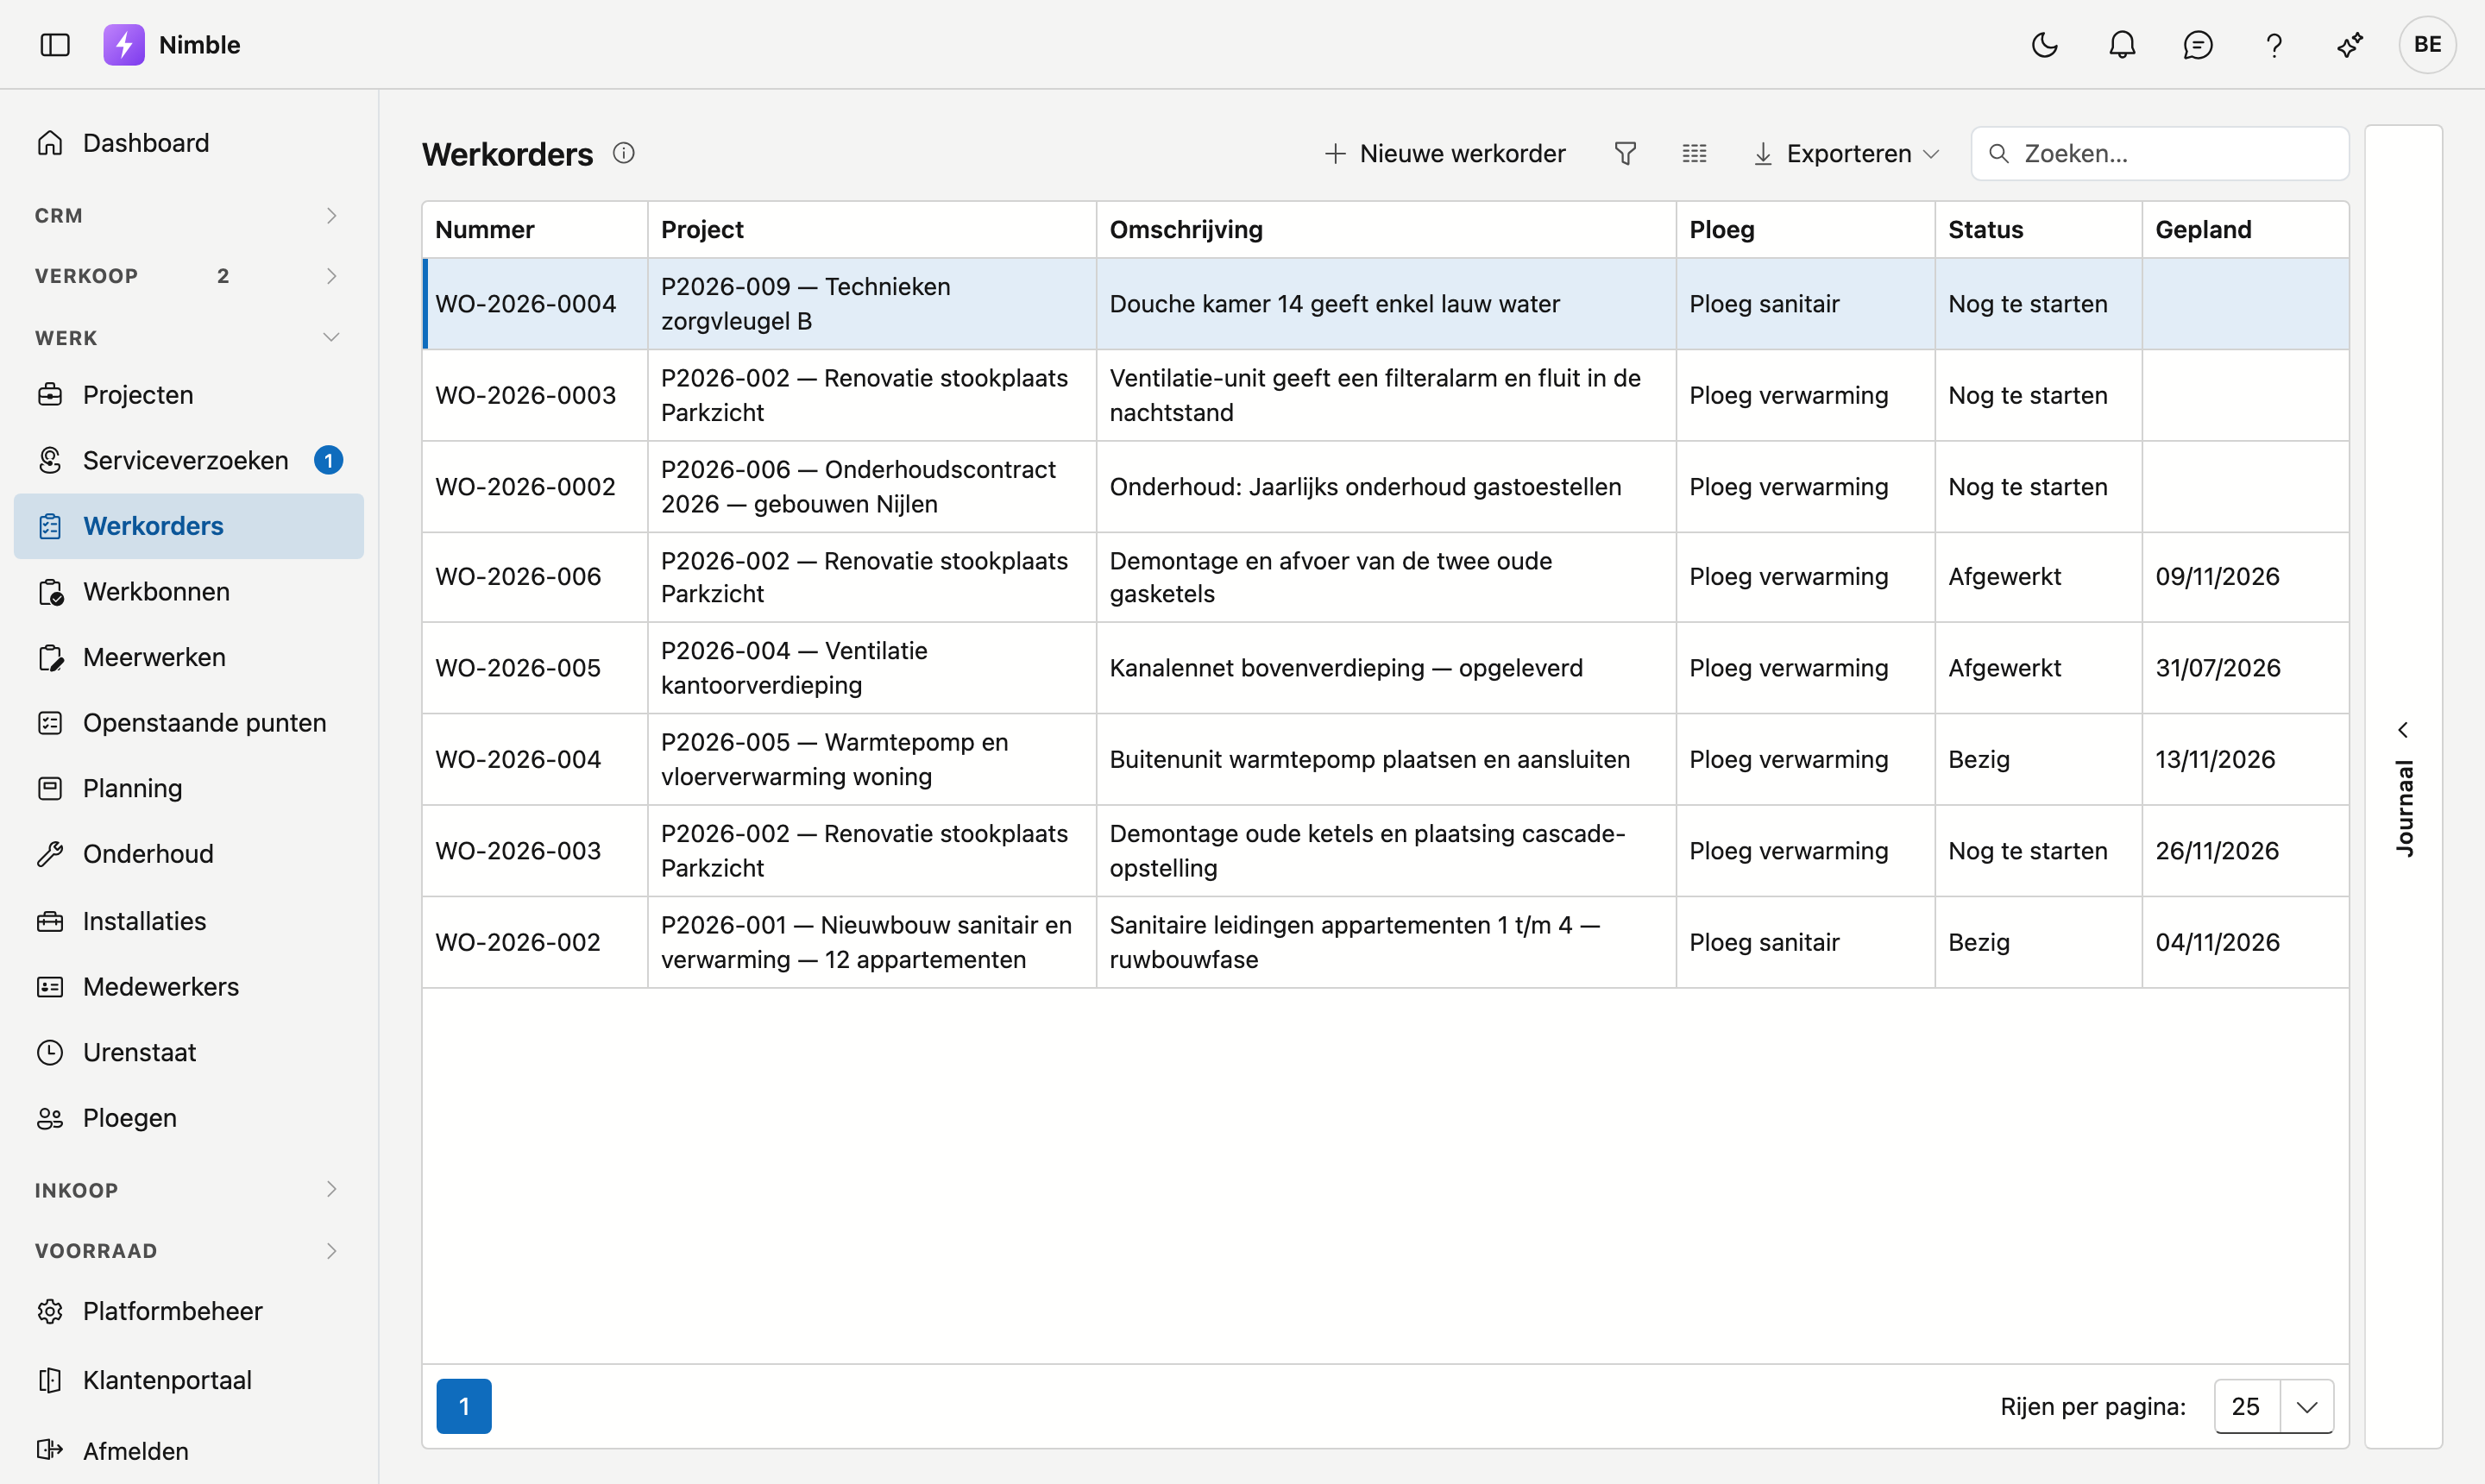 Nimble
BE
Dashboard
CRM
VERKOOP 2
WERK
Projecten
Serviceverzoeken 1
Werkorders
Werkbonnen
Meerwerken
Openstaande punten
Planning
Onderhoud
Installaties
Medewerkers
Urenstaat
Ploegen
INKOOP
VOORRAAD
Platformbeheer
Klantenportaal
Afmelden
Werkorders
Nieuwe werkorder
Exporteren
Zoeken...
Nummer Project Omschrijving Ploeg Status Gepland
WO-2026-0004 P2026-009 — Technieken zorgvleugel B Douche kamer 14 geeft enkel lauw water Ploeg sanitair Nog te starten
WO-2026-0003 P2026-002 — Renovatie stookplaats Parkzicht Ventilatie-unit geeft een filteralarm en fluit in de nachtstand Ploeg verwarming Nog te starten
WO-2026-0002 P2026-006 — Onderhoudscontract 2026 — gebouwen Nijlen Onderhoud: Jaarlijks onderhoud gastoestellen Ploeg verwarming Nog te starten
WO-2026-006 P2026-002 — Renovatie stookplaats Parkzicht Demontage en afvoer van de twee oude gasketels Ploeg verwarming Afgewerkt 09/11/2026
WO-2026-005 P2026-004 — Ventilatie kantoorverdieping Kanalennet bovenverdieping — opgeleverd Ploeg verwarming Afgewerkt 31/07/2026
WO-2026-004 P2026-005 — Warmtepomp en vloerverwarming woning Buitenunit warmtepomp plaatsen en aansluiten Ploeg verwarming Bezig 13/11/2026
WO-2026-003 P2026-002 — Renovatie stookplaats Parkzicht Demontage oude ketels en plaatsing cascade-opstelling Ploeg verwarming Nog te starten 26/11/2026
WO-2026-002 P2026-001 — Nieuwbouw sanitair en verwarming — 12 appartementen Sanitaire leidingen appartementen 1 t/m 4 — ruwbouwfase Ploeg sanitair Bezig 04/11/2026
1
Rijen per pagina: 25
Journaal